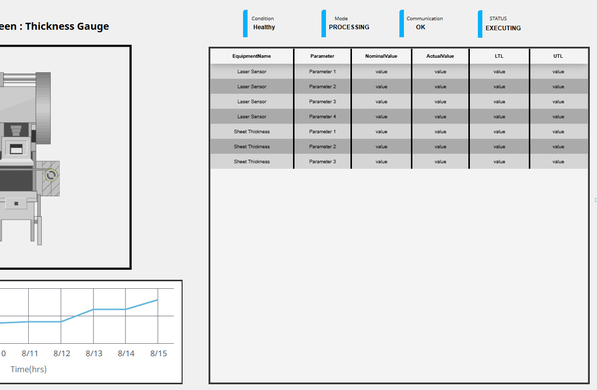 een : Thickness Gauge
Condition
Healthy
Mode
PROCESSING
Communication
OK
STATUS
EXECUTING
EquipmentName Parameter NominalValue ActualValue LTL UTL
Laser Sensor Parameter 1 value value value value
Laser Sensor Parameter 2 value value value value
Laser Sensor Parameter 3 value value value value
Laser Sensor Parameter 4 value value value value
Sheet Thickness Parameter 1 value value value value
Sheet Thickness Parameter 2 value value value value
Sheet Thickness Parameter 3 value value value value
0 8/11 8/12 8/13 8/14 8/15
Time(hrs)